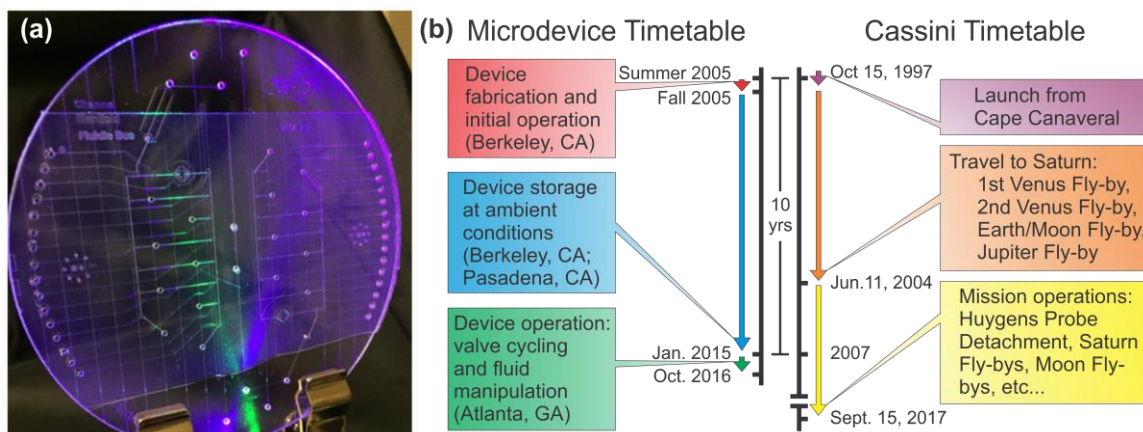 (a)
Channel
Fluidic Bus
(b) Microdevice Timetable
Device
fabrication and
initial operation
(Berkeley, CA)
Device storage
at ambient
conditions
(Berkeley, CA;
Pasadena, CA)
Device operation:
valve cycling
and fluid
manipulation
(Atlanta, GA)
Summer 2005
Fall 2005
Jan. 2015
Oct. 2016
10
yrs
Cassini Timetable
Oct 15, 1997
Jun.11, 2004
2007
Sept. 15, 2017
Launch from
Cape Canaveral
Travel to Saturn:
1st Venus Fly-by,
2nd Venus Fly-by,
Earth/Moon Fly-by,
Jupiter Fly-by
Mission operations:
Huygens Probe
Detachment, Saturn
Fly-bys, Moon Fly-
bys, etc...